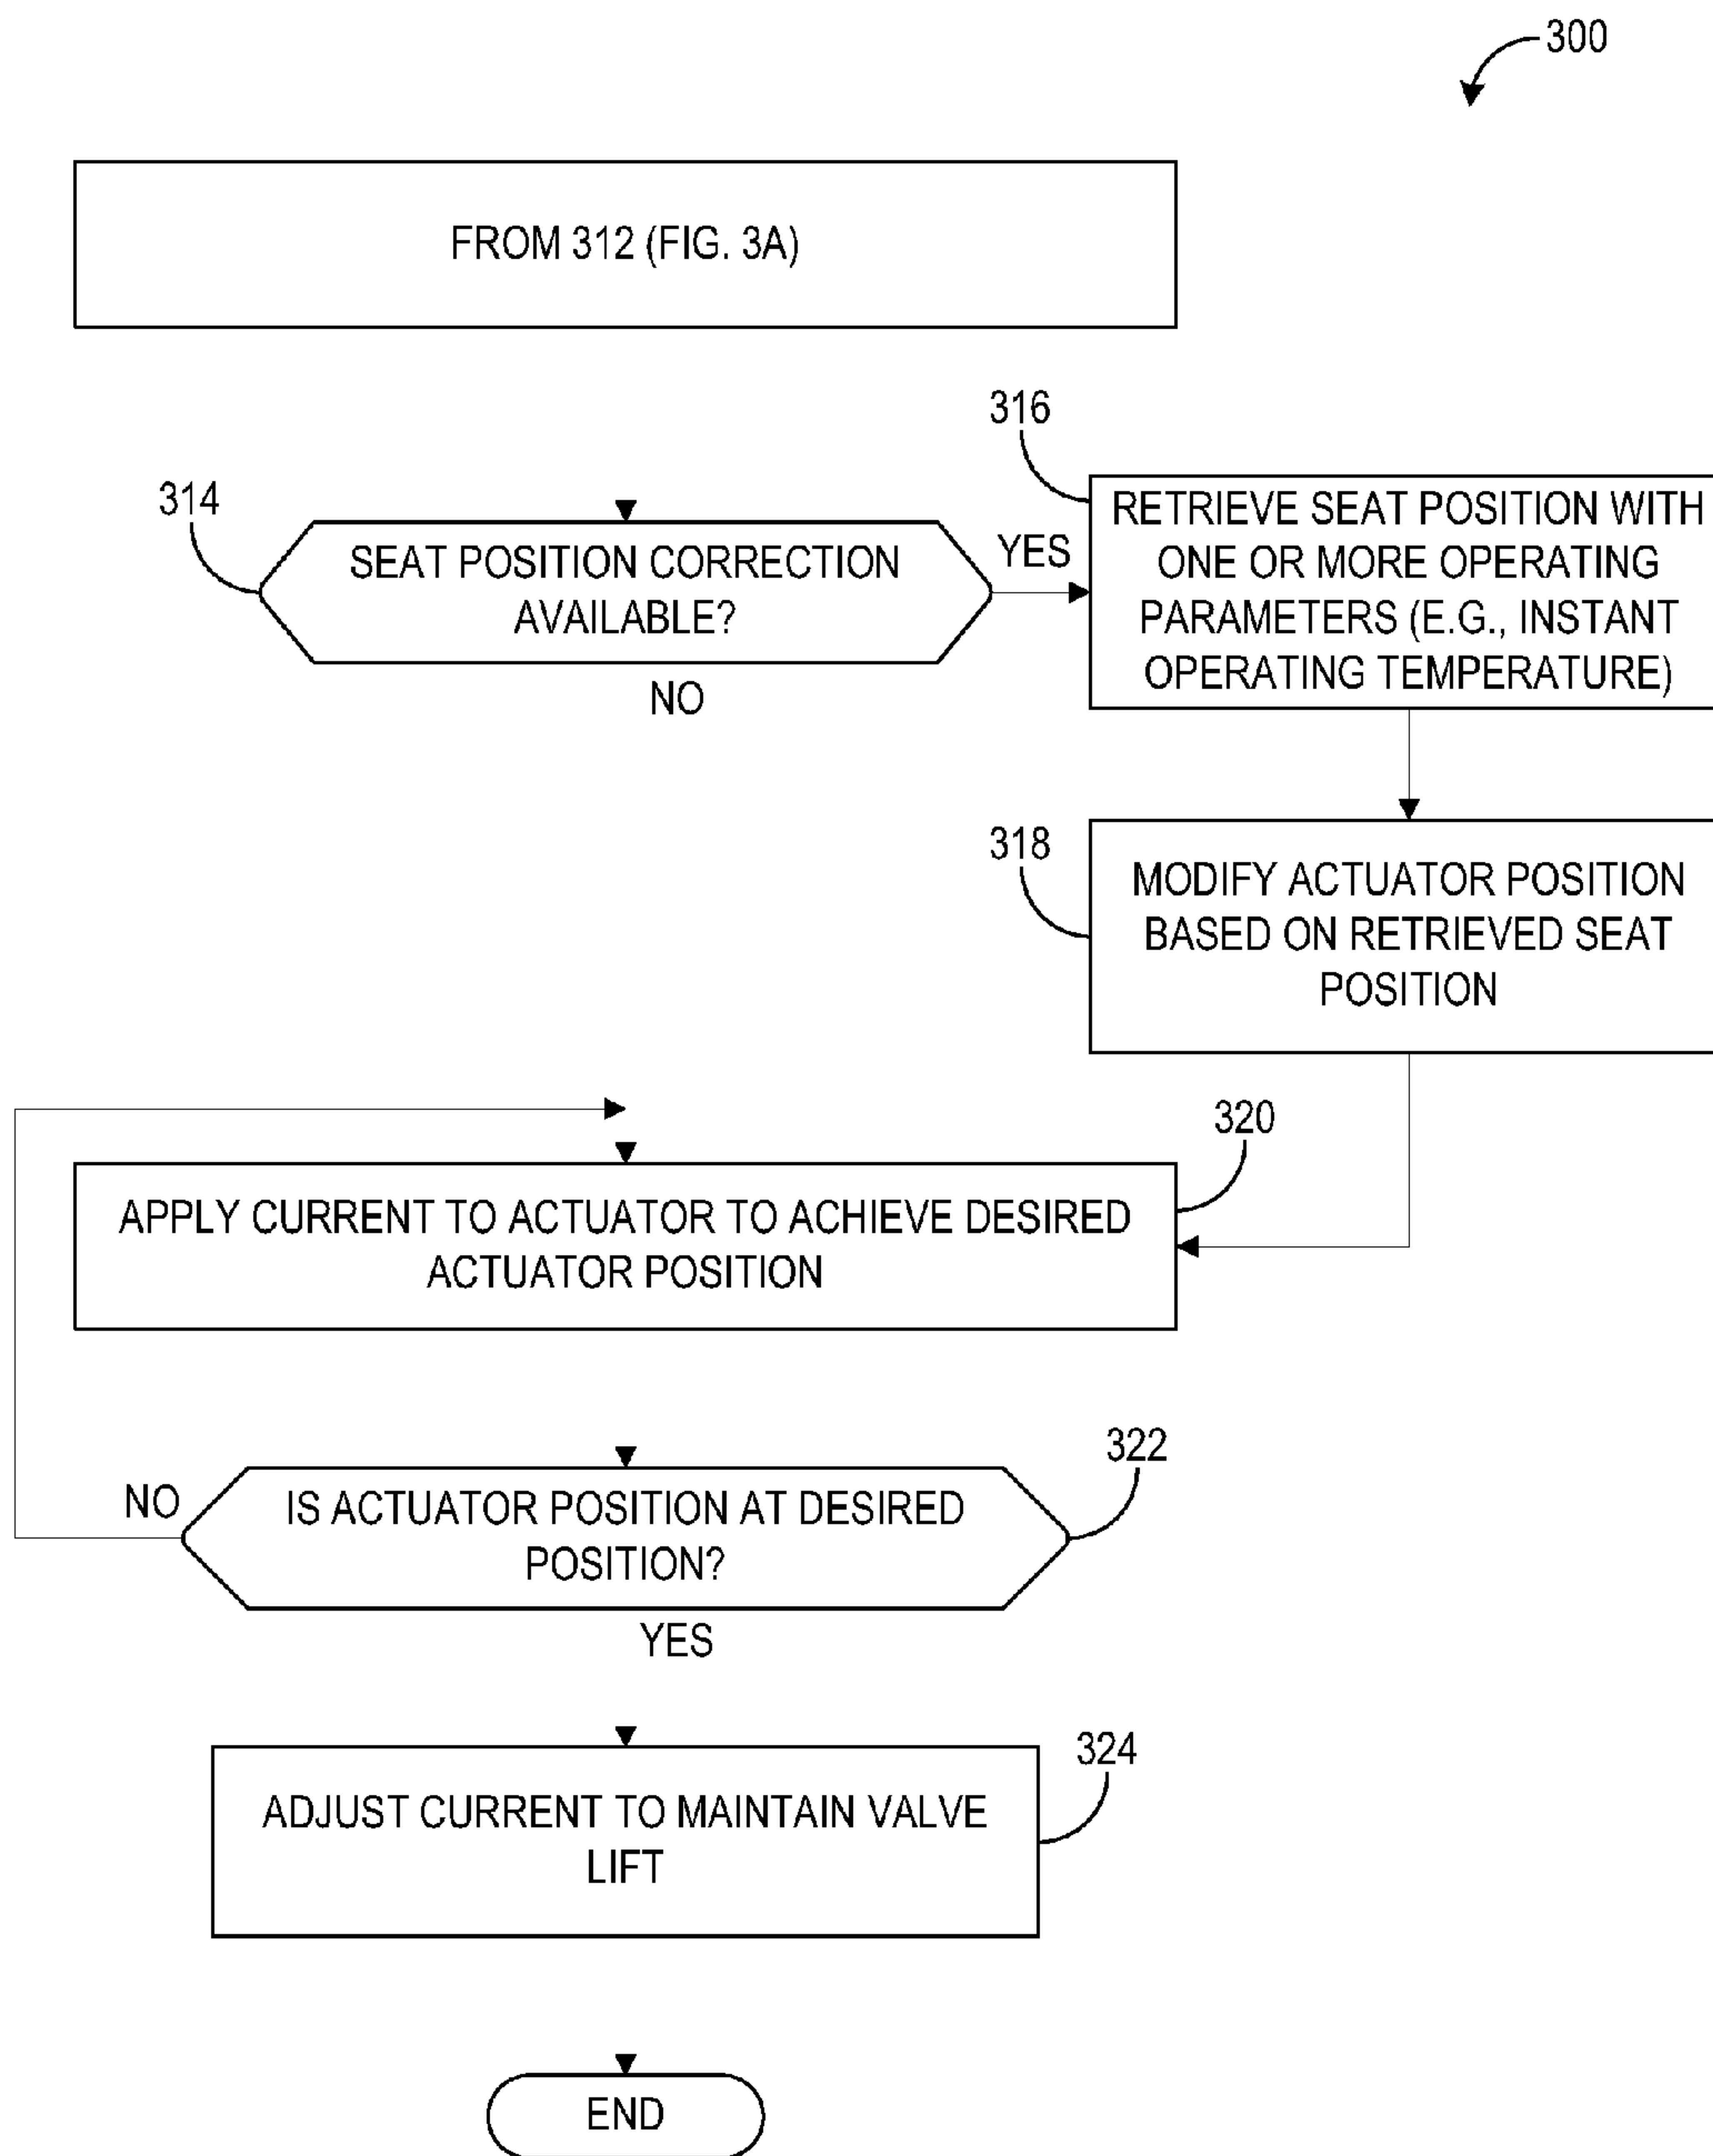 300
FROM 312 (FIG. 3A)
316
314
SEAT POSITION CORRECTION
AVAILABLE?
YES
NO
RETRIEVE SEAT POSITION WITH
ONE OR MORE OPERATING
PARAMETERS (E.G., INSTANT
OPERATING TEMPERATURE)
318
MODIFY ACTUATOR POSITION
BASED ON RETRIEVED SEAT
POSITION
320
APPLY CURRENT TO ACTUATOR TO ACHIEVE DESIRED
ACTUATOR POSITION
322
NO
IS ACTUATOR POSITION AT DESIRED
POSITION?
YES
324
ADJUST CURRENT TO MAINTAIN VALVE
LIFT
END